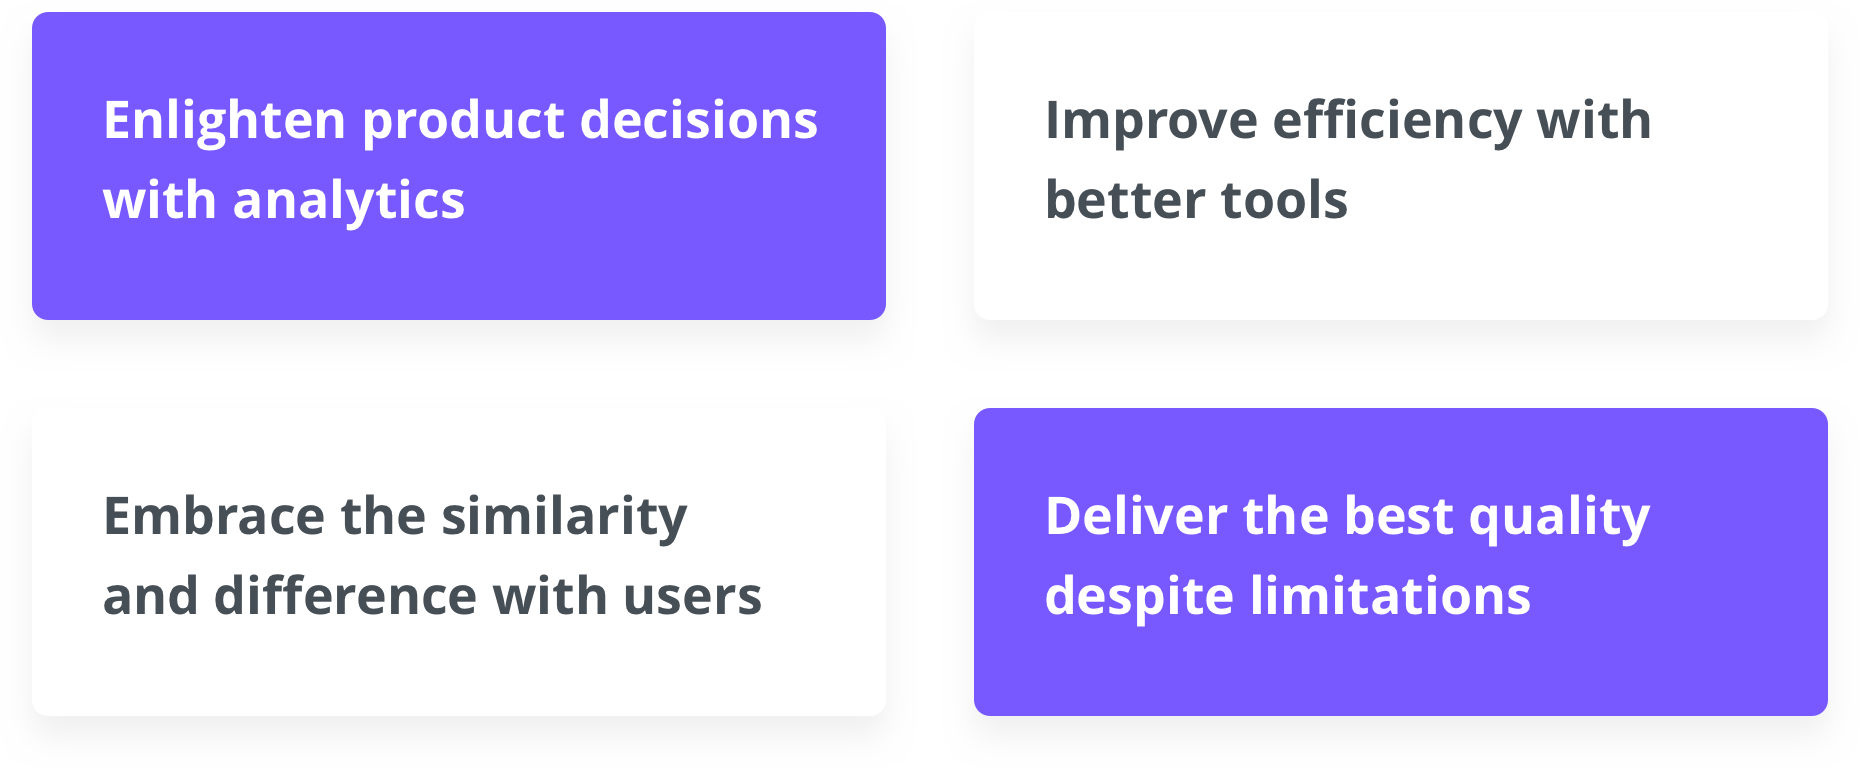 Enlighten product decisions
with analytics
Improve efficiency with
better tools
Embrace the similarity
and difference with users
Deliver the best quality
despite limitations